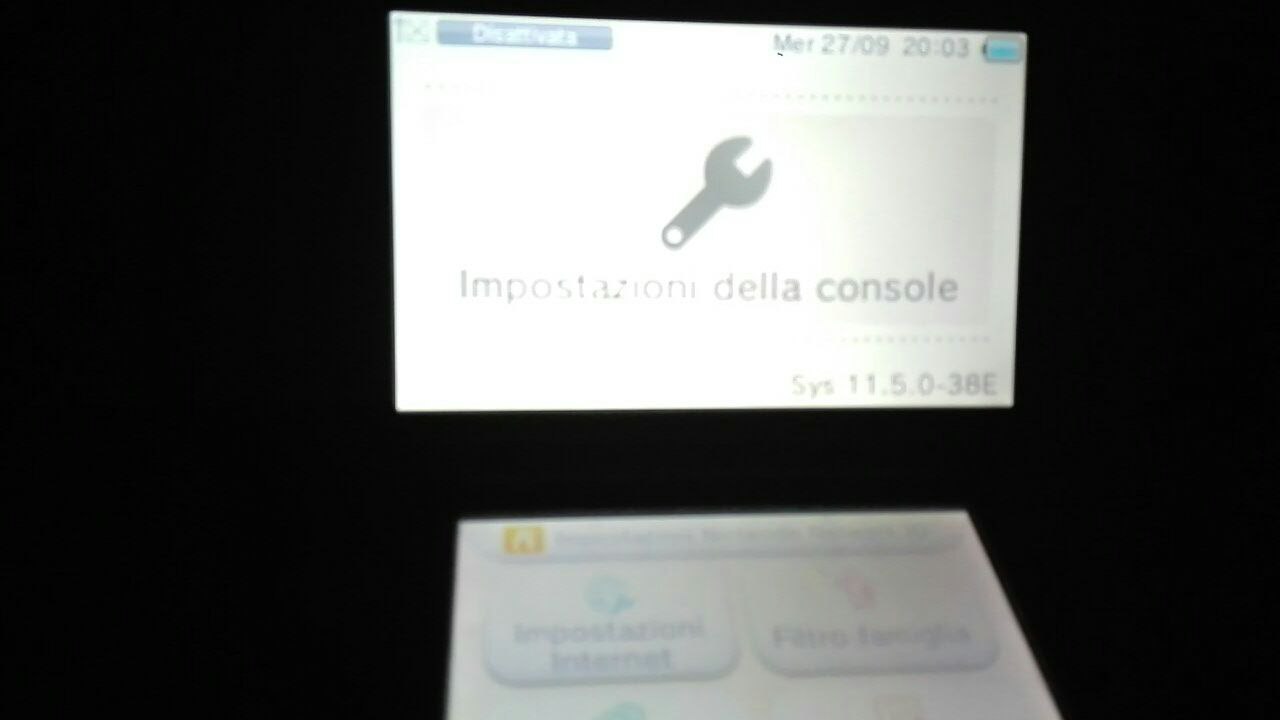 Disattivata
Mer 27/09 20:03
Impostazioni della console
Sys 11.5.0-38E
Impostazioni
Internet
Filtro famiglia